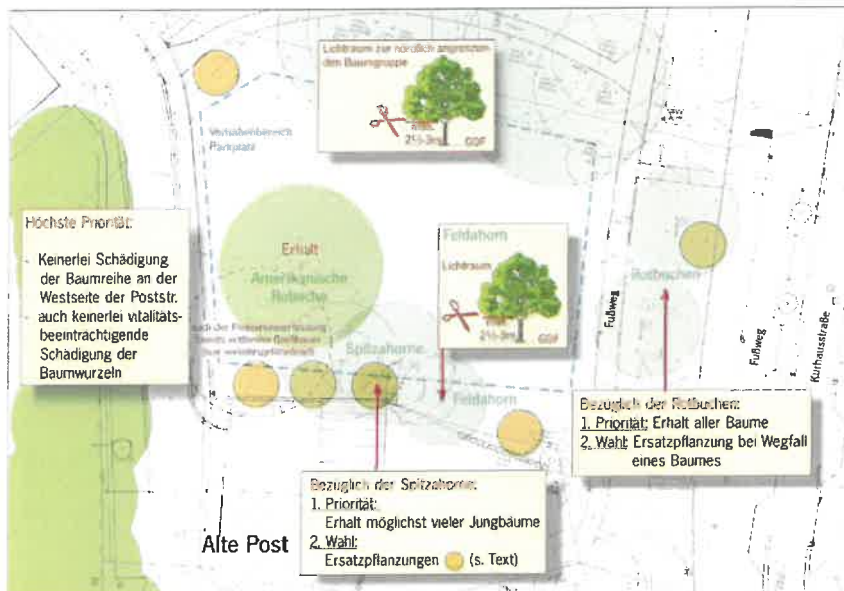 Lichtraum zur nördlich angrenzen
den Baumgruppe
2½-3m
GOF
Vorhabenbereich
Parkplatz
Höchste Priorität:
Keinerlei Schädigung
der Baumreihe an der
Westseite der Poststr.
auch keinerlei vitalitäts-
beeinträchtigende
Schädigung der
Baumwurzeln
Erhalt
Amerikanische
Roteiche
Feldahorn
Lichtraum
2½-3m
GOF
Spitzahorne
Feldahorn
Rotbuchen
Fußweg
Fußweg
Kurhausstraße
Bezüglich der Rotbuchen:
1. Priorität: Erhalt aller Bäume
2. Wahl: Ersatzpflanzung bei Wegfall
eines Baumes
Bezüglich der Spitzahorne:
1. Priorität:
Erhalt möglichst vieler Jungbäume
2. Wahl:
Ersatzpflanzungen (s. Text)
Alte Post